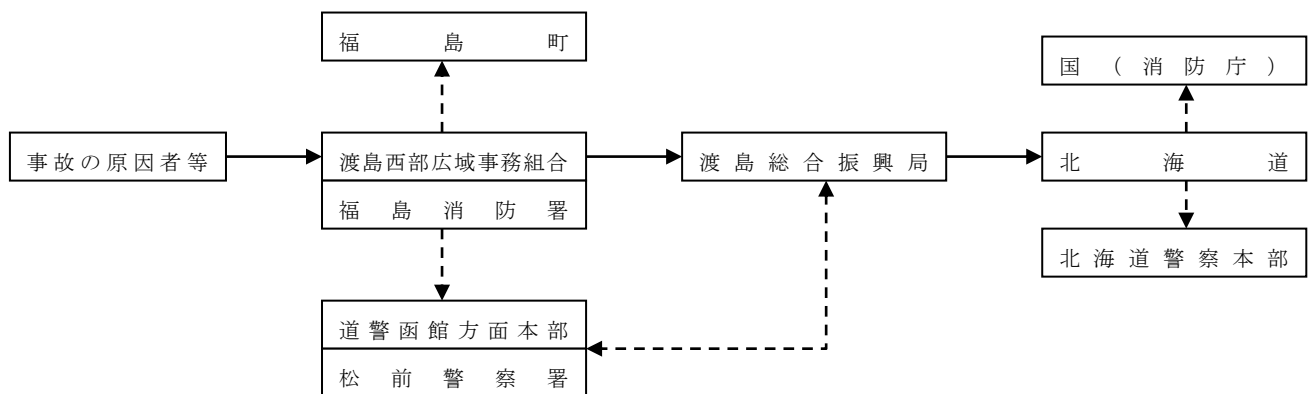 福島町
国(消防庁)
事故の原因者等
渡島西部広域事務組合
福島消防署
渡島総合振興局
北海道
北海道警察本部
道警函館方面本部
松前警察署